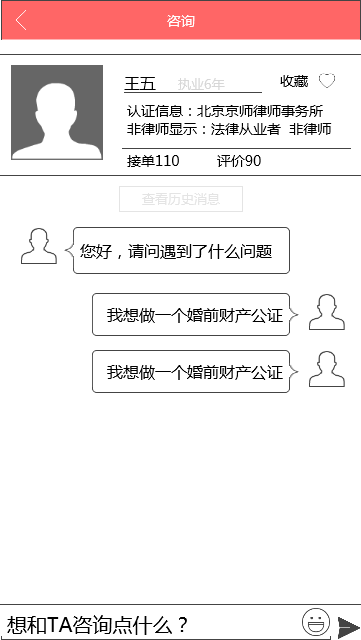 咨询
王五 执业6年 收藏
认证信息：北京京师律师事务所
非律师显示：法律从业者 非律师
接单110 评价90
查看历史消息
您好，请问遇到了什么问题
我想做一个婚前财产公证
我想做一个婚前财产公证
想和TA咨询点什么？